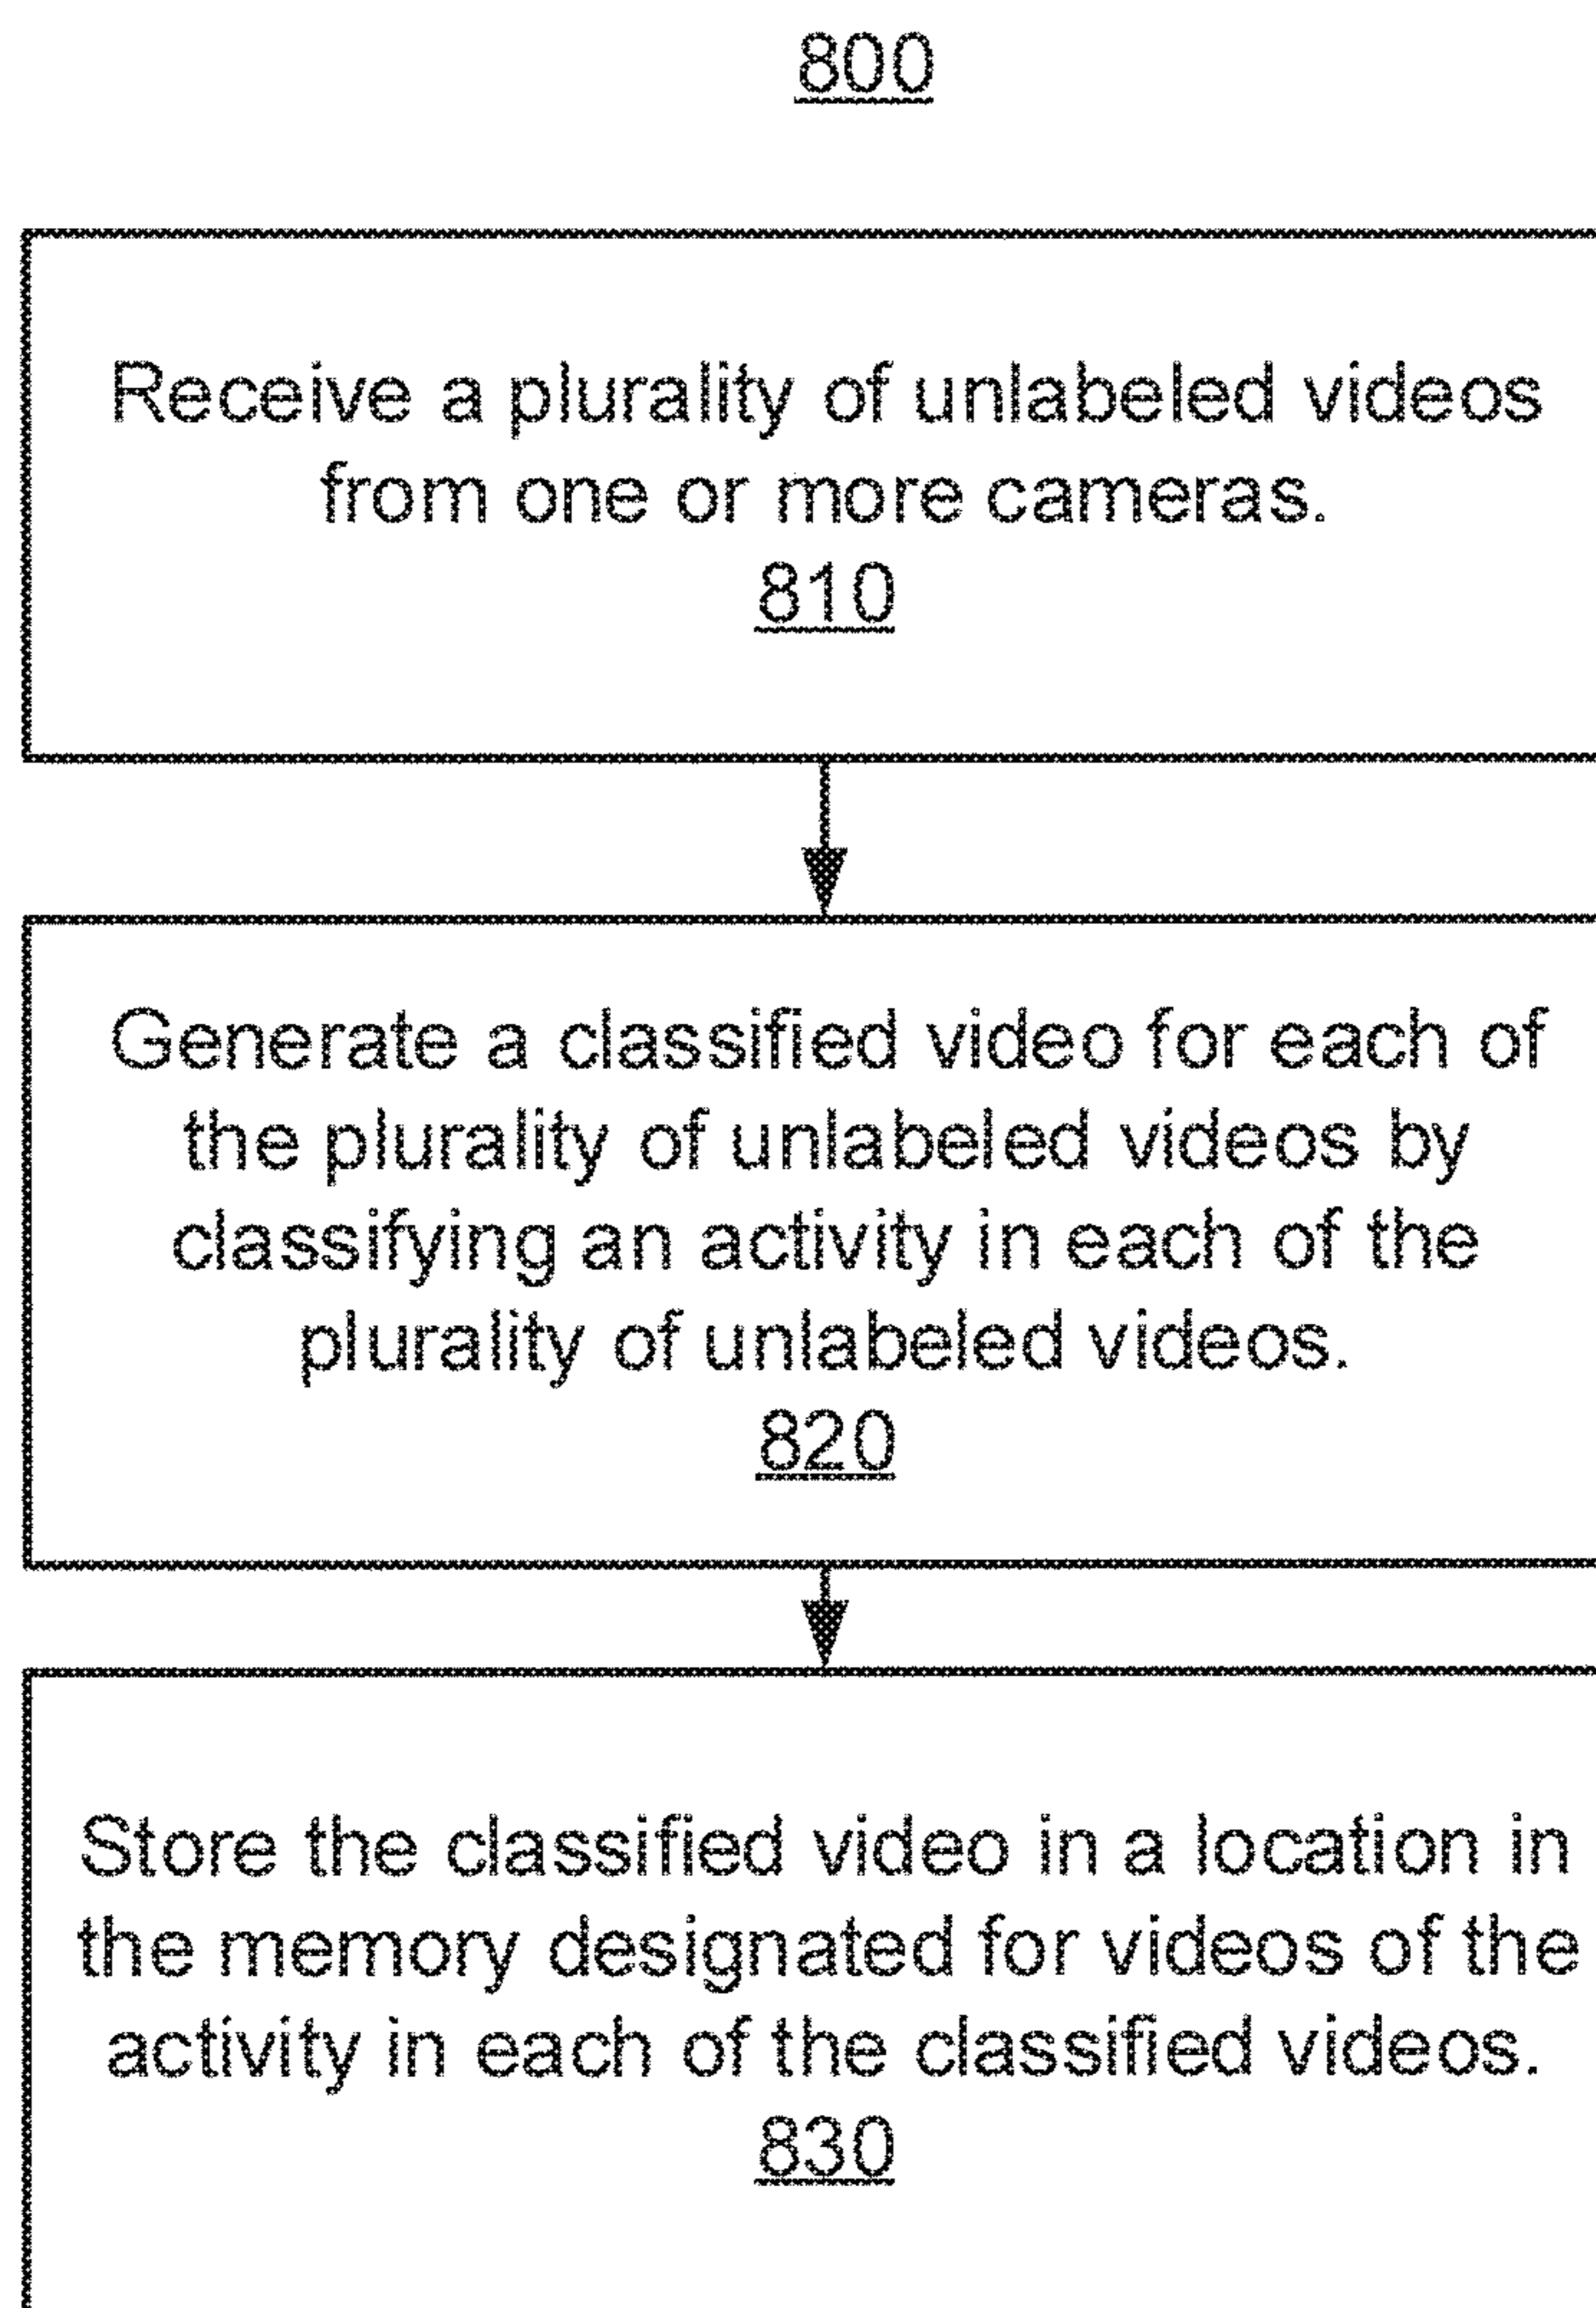 800
Receive a plurality of unlabeled videos
from one or more cameras.
810
Generate a classified video for each of
the plurality of unlabeled videos by
classifying an activity in each of the
plurality of unlabeled videos.
820
Store the classified video in a location in
the memory designated for videos of the
activity in each of the classified videos.
830